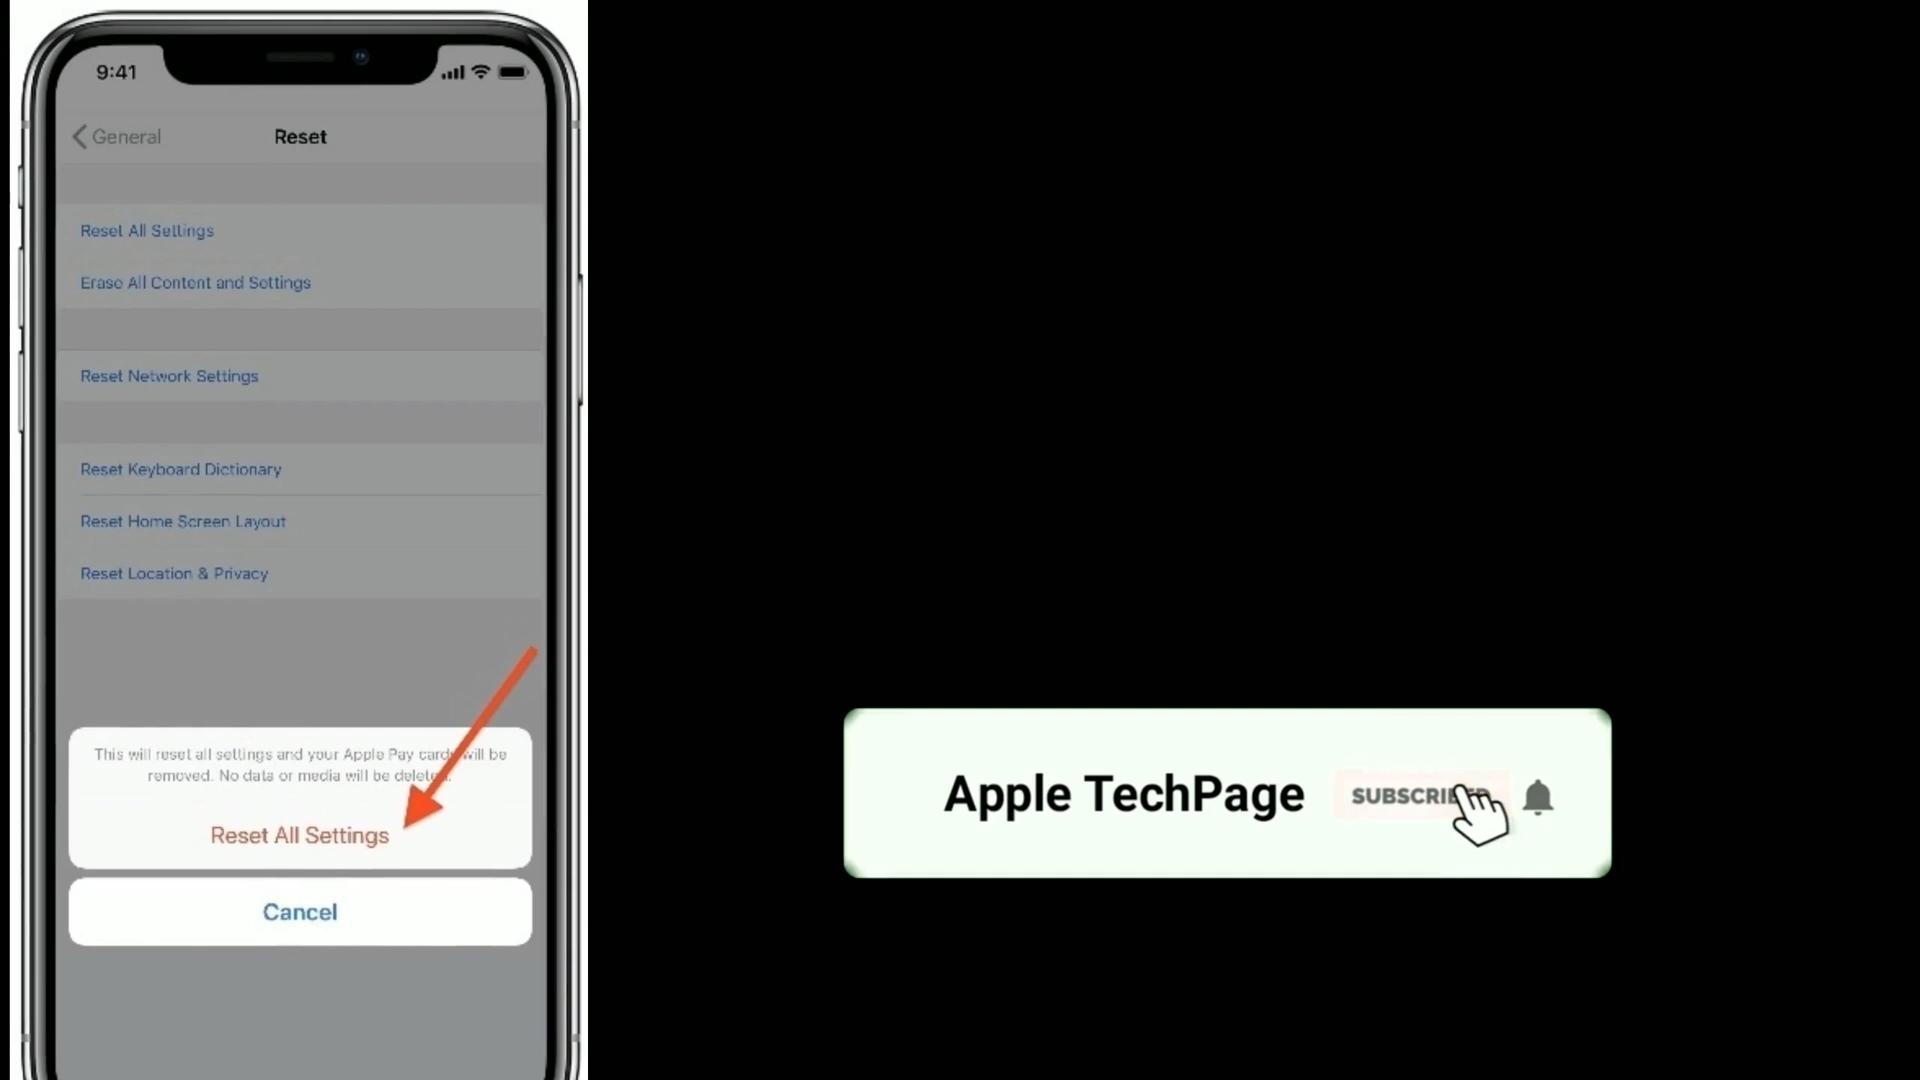 9:41
General
Reset
Reset All Settings
Erase All Content and Settings
Reset Network Settings
Reset Keyboard Dictionary
Reset Home Screen Layout
Reset Location & Privacy
This will reset all settings and your Apple Pay cards will be
removed. No data or media will be deleted.
Reset All Settings
Cancel
Apple TechPage
SUBSCRIBED